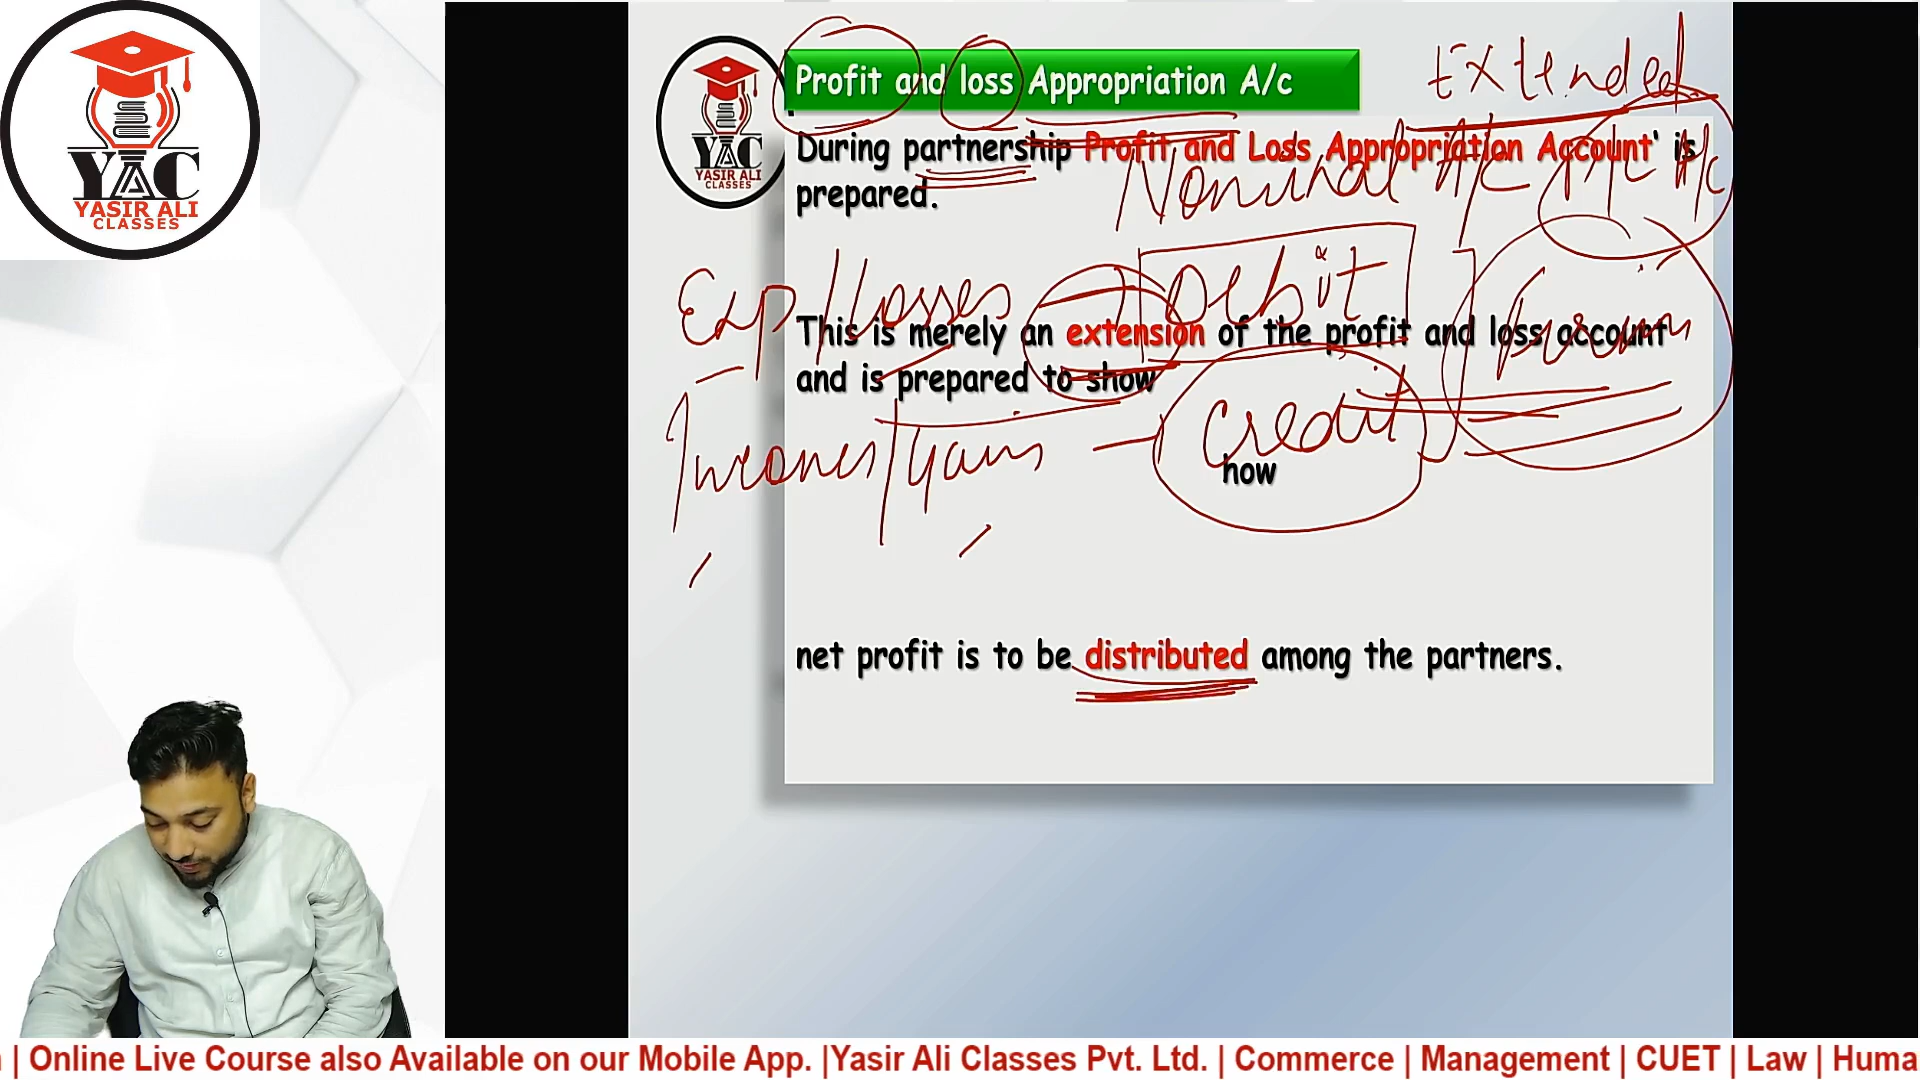 YAC
YASIR ALI
CLASSES
YAC
YASIR ALI
CLASSES
Profit and loss Appropriation A/c
Extended
P/L A/c
During partnership Profit and Loss Appropriation Account‘ is
prepared.
Nominal A/c
Exp/losses Debit
This is merely an extension of the profit and loss account
and is prepared to show
Incomes/gains — Credit
how
net profit is to be distributed among the partners.
| Online Live Course also Available on our Mobile App. |Yasir Ali Classes Pvt. Ltd. | Commerce | Management | CUET | Law | Huma